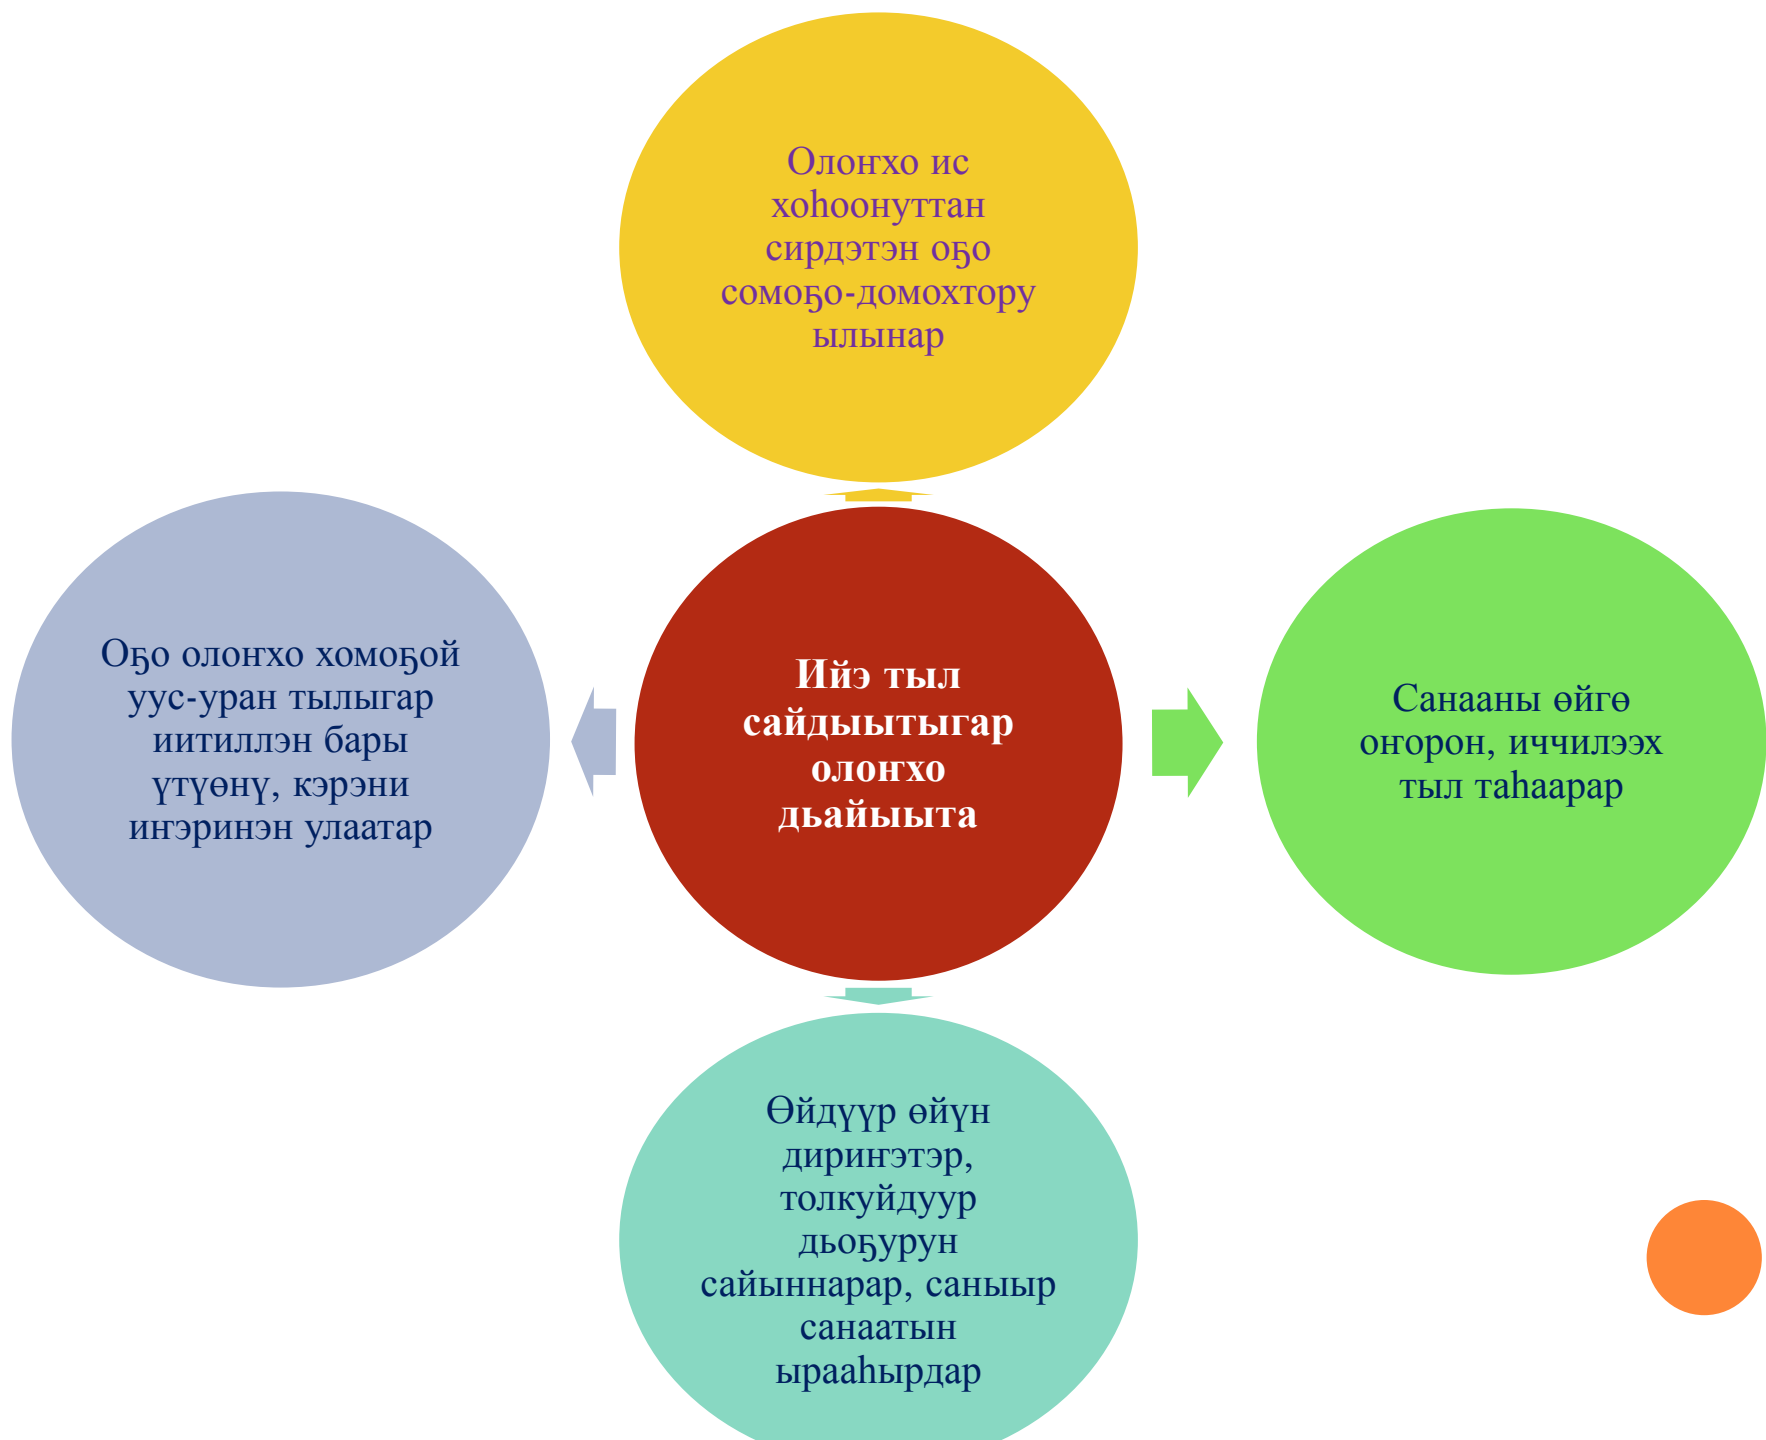 Олоҥхо ис
хоһоонуттан
сирдэтэн оҕо
сомоҕо-домохтору
ылынар
Оҕо олоҥхо хомоҕой
уус-уран тылыгар
иитиллэн бары
үтүөнү, кэрэни
иҥэринэн улаатар
Ийэ тыл
сайдыытыгар
олоҥхо
дьайыыта
Санааны өйгө
оҥорон, иччилээх
тыл таһаарар
Өйдүүр өйүн
дириҥэтэр,
толкуйдуур
дьоҕурун
сайыннарар, саныыр
санаатын
ырааһырдар